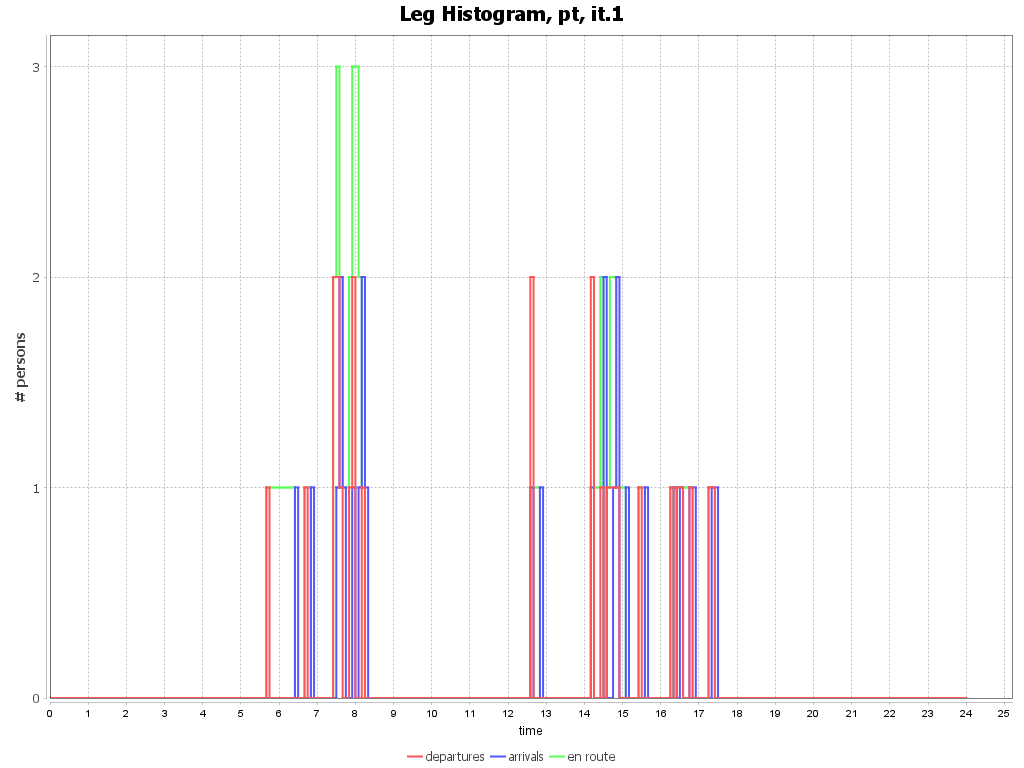 Leg Histogram, pt, it.1
# persons
3
2
1
0
0 1 2 3 4 5 6 7 8 9 10 11 12 13 14 15 16 17 18 19 20 21 22 23 24 25
time
departures arrivals en route